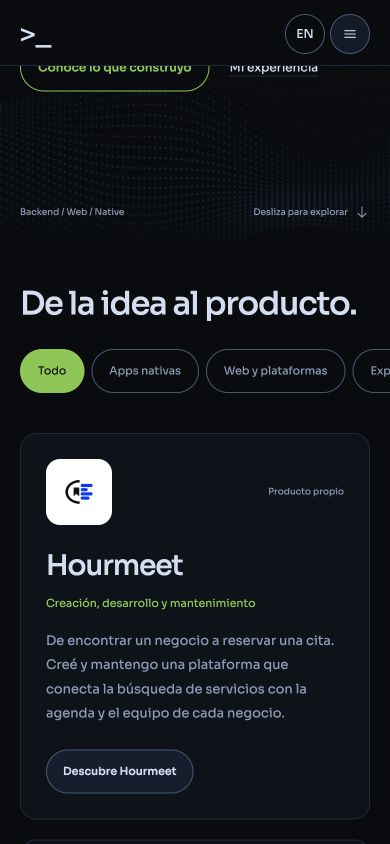 >_
EN
Conoce lo que construyo
Mi experiencia
Backend / Web / Native
Desliza para explorar ↓
De la idea al producto.
Todo
Apps nativas
Web y plataformas
Exp
Producto propio
Hourmeet
Creación, desarrollo y mantenimiento
De encontrar un negocio a reservar una cita.
Creé y mantengo una plataforma que
conecta la búsqueda de servicios con la
agenda y el equipo de cada negocio.
Descubre Hourmeet